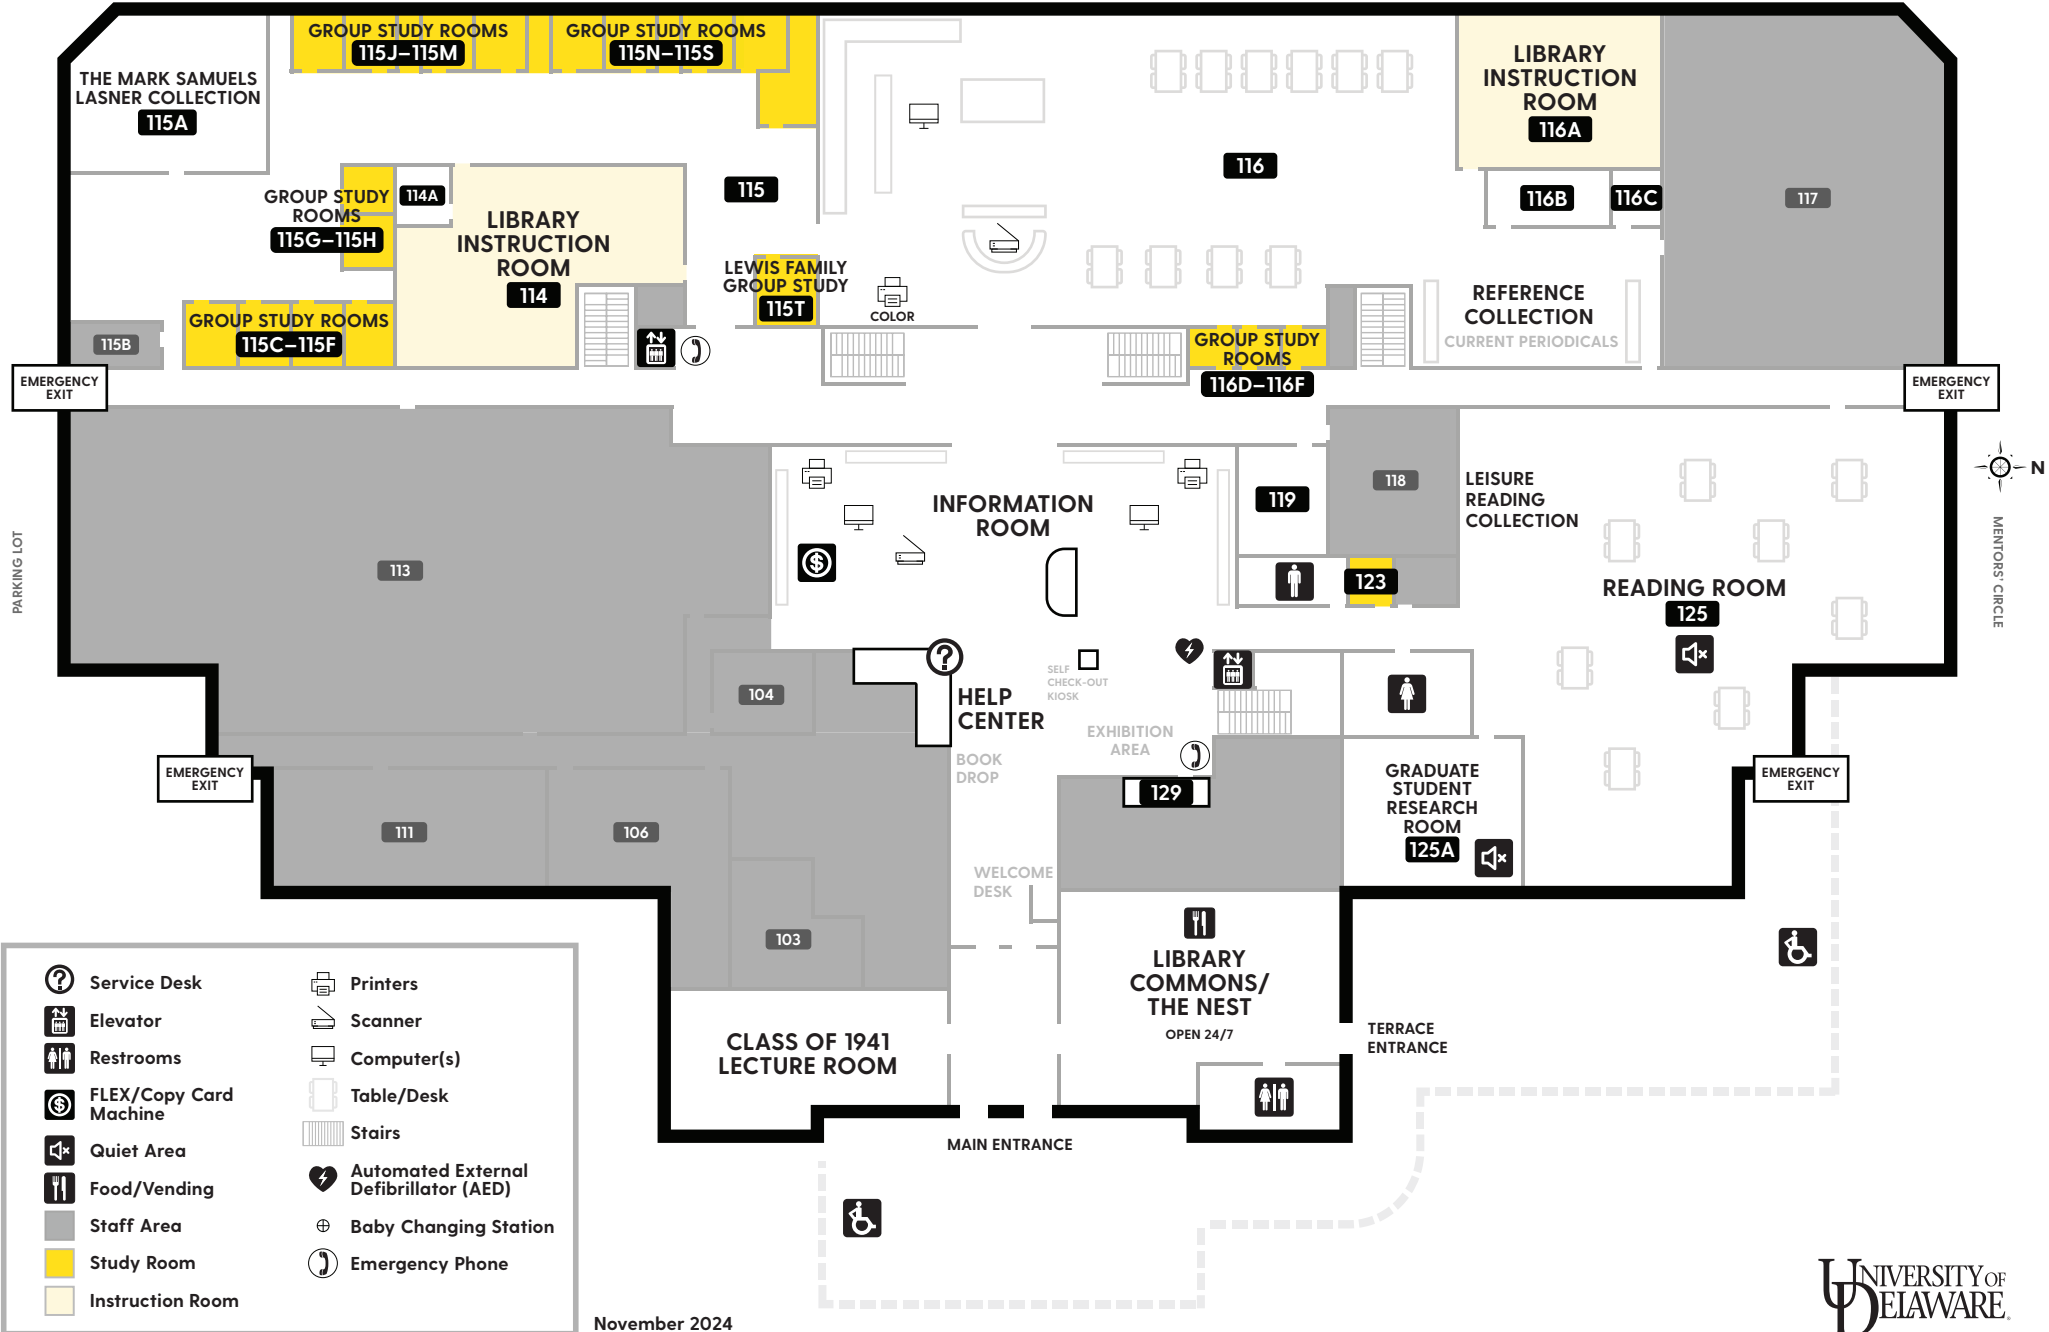 GROUP STUDY ROOMS
115J–115M
GROUP STUDY ROOMS
115N–115S
THE MARK SAMUELS
LASNER COLLECTION
115A
LIBRARY
INSTRUCTION
ROOM
116A
GROUP STUDY
ROOMS
115G–115H
114A
LIBRARY
INSTRUCTION
ROOM
114
115
116
116B
116C
117
LEWIS FAMILY
GROUP STUDY
115T
COLOR
REFERENCE
COLLECTION
CURRENT PERIODICALS
115B
GROUP STUDY ROOMS
115C–115F
GROUP STUDY
ROOMS
116D–116F
EMERGENCY
EXIT
EMERGENCY
EXIT
PARKING LOT
113
INFORMATION
ROOM
119
118
LEISURE
READING
COLLECTION
N
MENTORS' CIRCLE
123
READING ROOM
125
104
HELP
CENTER
SELF
CHECK-OUT
KIOSK
EXHIBITION
AREA
BOOK
DROP
129
EMERGENCY
EXIT
111
106
GRADUATE
STUDENT
RESEARCH
ROOM
125A
EMERGENCY
EXIT
WELCOME
DESK
103
LIBRARY
COMMONS/
THE NEST
OPEN 24/7
CLASS OF 1941
LECTURE ROOM
TERRACE
ENTRANCE
MAIN ENTRANCE
Service Desk
Elevator
Restrooms
FLEX/Copy Card
Machine
Quiet Area
Food/Vending
Staff Area
Study Room
Instruction Room
Printers
Scanner
Computer(s)
Table/Desk
Stairs
Automated External
Defibrillator (AED)
Baby Changing Station
Emergency Phone
November 2024
UNIVERSITY OF
DELAWARE.